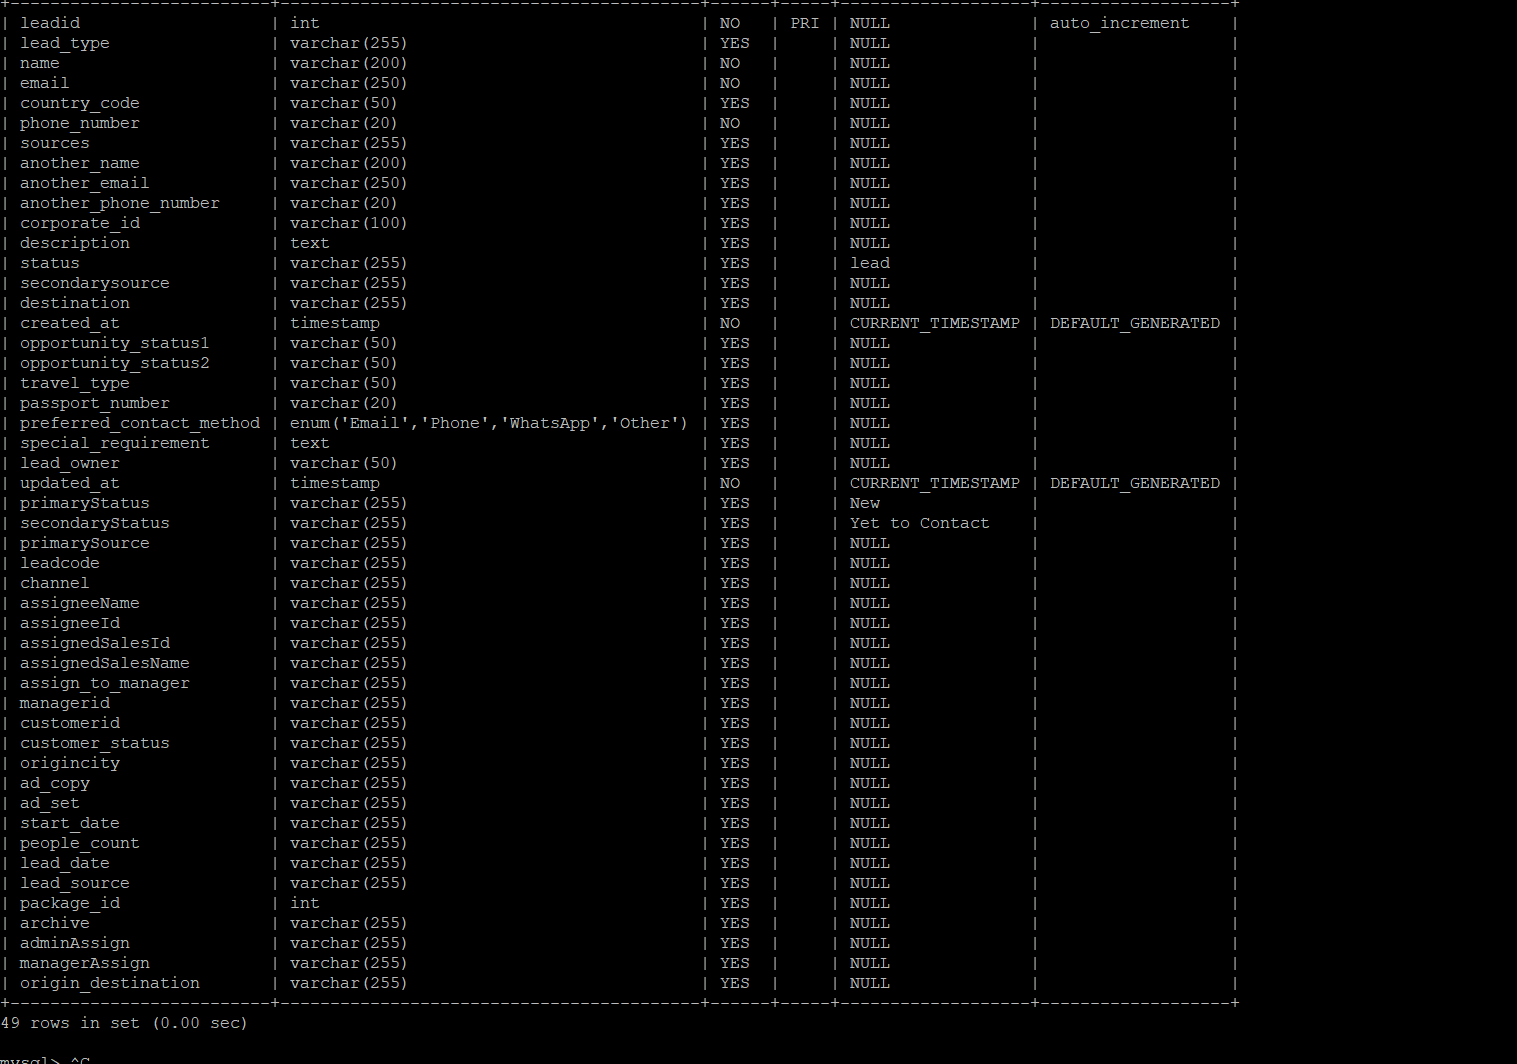 +--------------------------+------------------------------------------+------+-----+-------------------+-------------------+
| leadid                   | int                                      | NO   | PRI | NULL              | auto_increment    |
| lead_type                | varchar(255)                             | YES  |     | NULL              |                   |
| name                     | varchar(200)                             | NO   |     | NULL              |                   |
| email                    | varchar(250)                             | NO   |     | NULL              |                   |
| country_code             | varchar(50)                              | YES  |     | NULL              |                   |
| phone_number             | varchar(20)                              | NO   |     | NULL              |                   |
| sources                  | varchar(255)                             | YES  |     | NULL              |                   |
| another_name             | varchar(200)                             | YES  |     | NULL              |                   |
| another_email            | varchar(250)                             | YES  |     | NULL              |                   |
| another_phone_number     | varchar(20)                              | YES  |     | NULL              |                   |
| corporate_id             | varchar(100)                             | YES  |     | NULL              |                   |
| description              | text                                     | YES  |     | NULL              |                   |
| status                   | varchar(255)                             | YES  |     | lead              |                   |
| secondarysource          | varchar(255)                             | YES  |     | NULL              |                   |
| destination              | varchar(255)                             | YES  |     | NULL              |                   |
| created_at               | timestamp                                | NO   |     | CURRENT_TIMESTAMP | DEFAULT_GENERATED |
| opportunity_status1      | varchar(50)                              | YES  |     | NULL              |                   |
| opportunity_status2      | varchar(50)                              | YES  |     | NULL              |                   |
| travel_type              | varchar(50)                              | YES  |     | NULL              |                   |
| passport_number          | varchar(20)                              | YES  |     | NULL              |                   |
| preferred_contact_method | enum('Email','Phone','WhatsApp','Other') | YES  |     | NULL              |                   |
| special_requirement      | text                                     | YES  |     | NULL              |                   |
| lead_owner               | varchar(50)                              | YES  |     | NULL              |                   |
| updated_at               | timestamp                                | NO   |     | CURRENT_TIMESTAMP | DEFAULT_GENERATED |
| primaryStatus            | varchar(255)                             | YES  |     | New               |                   |
| secondaryStatus          | varchar(255)                             | YES  |     | Yet to Contact    |                   |
| primarySource            | varchar(255)                             | YES  |     | NULL              |                   |
| leadcode                 | varchar(255)                             | YES  |     | NULL              |                   |
| channel                  | varchar(255)                             | YES  |     | NULL              |                   |
| assigneeName             | varchar(255)                             | YES  |     | NULL              |                   |
| assigneeId               | varchar(255)                             | YES  |     | NULL              |                   |
| assignedSalesId          | varchar(255)                             | YES  |     | NULL              |                   |
| assignedSalesName        | varchar(255)                             | YES  |     | NULL              |                   |
| assign_to_manager        | varchar(255)                             | YES  |     | NULL              |                   |
| managerid                | varchar(255)                             | YES  |     | NULL              |                   |
| customerid               | varchar(255)                             | YES  |     | NULL              |                   |
| customer_status          | varchar(255)                             | YES  |     | NULL              |                   |
| origincity               | varchar(255)                             | YES  |     | NULL              |                   |
| ad_copy                  | varchar(255)                             | YES  |     | NULL              |                   |
| ad_set                   | varchar(255)                             | YES  |     | NULL              |                   |
| start_date               | varchar(255)                             | YES  |     | NULL              |                   |
| people_count             | varchar(255)                             | YES  |     | NULL              |                   |
| lead_date                | varchar(255)                             | YES  |     | NULL              |                   |
| lead_source              | varchar(255)                             | YES  |     | NULL              |                   |
| package_id               | int                                      | YES  |     | NULL              |                   |
| archive                  | varchar(255)                             | YES  |     | NULL              |                   |
| adminAssign              | varchar(255)                             | YES  |     | NULL              |                   |
| managerAssign            | varchar(255)                             | YES  |     | NULL              |                   |
| origin_destination       | varchar(255)                             | YES  |     | NULL              |                   |
+--------------------------+------------------------------------------+------+-----+-------------------+-------------------+
49 rows in set (0.00 sec)
mysql> ^C